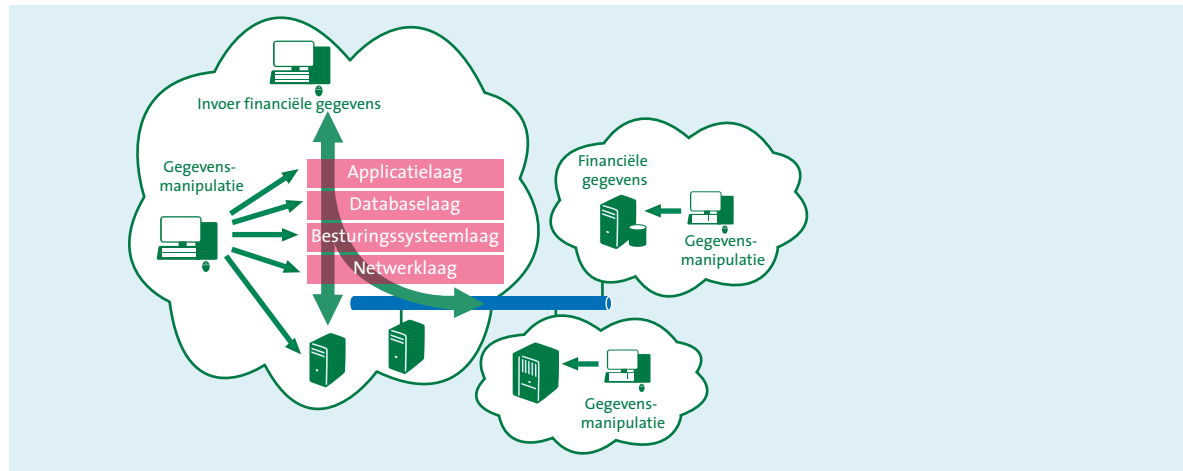 Invoer financiële gegevens
Gegevens-
manipulatie
Applicatielaag
Databaselaag
Besturingssysteemlaag
Netwerklaag
Financiële
gegevens
Gegevens-
manipulatie
Gegevens-
manipulatie